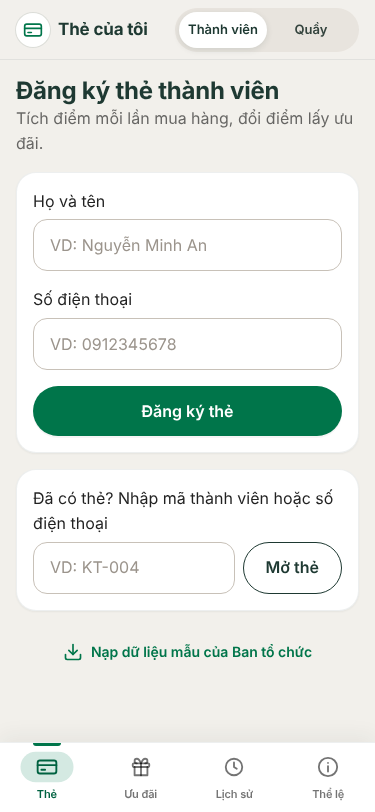 Thẻ của tôi
Thành viên
Quầy
Đăng ký thẻ thành viên
Tích điểm mỗi lần mua hàng, đổi điểm lấy ưu
đãi.
Họ và tên
VD: Nguyễn Minh An
Số điện thoại
VD: 0912345678
Đăng ký thẻ
Đã có thẻ? Nhập mã thành viên hoặc số
điện thoại
VD: KT-004
Mở thẻ
Nạp dữ liệu mẫu của Ban tổ chức
Thẻ
Ưu đãi
Lịch sử
Thể lệ